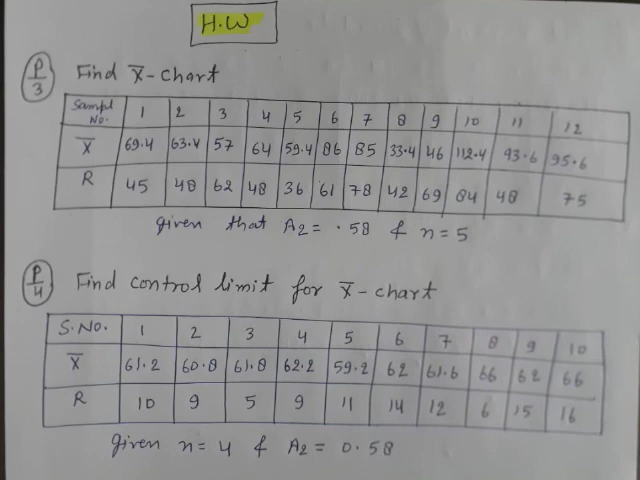 H.W
P/3 Find X̄-chart
Sampl No. 1 2 3 4 5 6 7 8 9 10 11 12
X̄ 69.4 63.4 57 64 59.4 86 85 33.4 46 112.4 93.6 95.6
R 45 48 62 48 36 61 78 42 69 84 48 75
given that A2 = .58 & n=5
P/4 Find control limit for X̄-chart
S.No. 1 2 3 4 5 6 7 8 9 10
X̄ 61.2 60.8 61.8 62.2 59.2 62 61.6 66 62 66
R 10 9 5 9 11 14 12 6 15 16
given n= 4 & A2 = 0.58